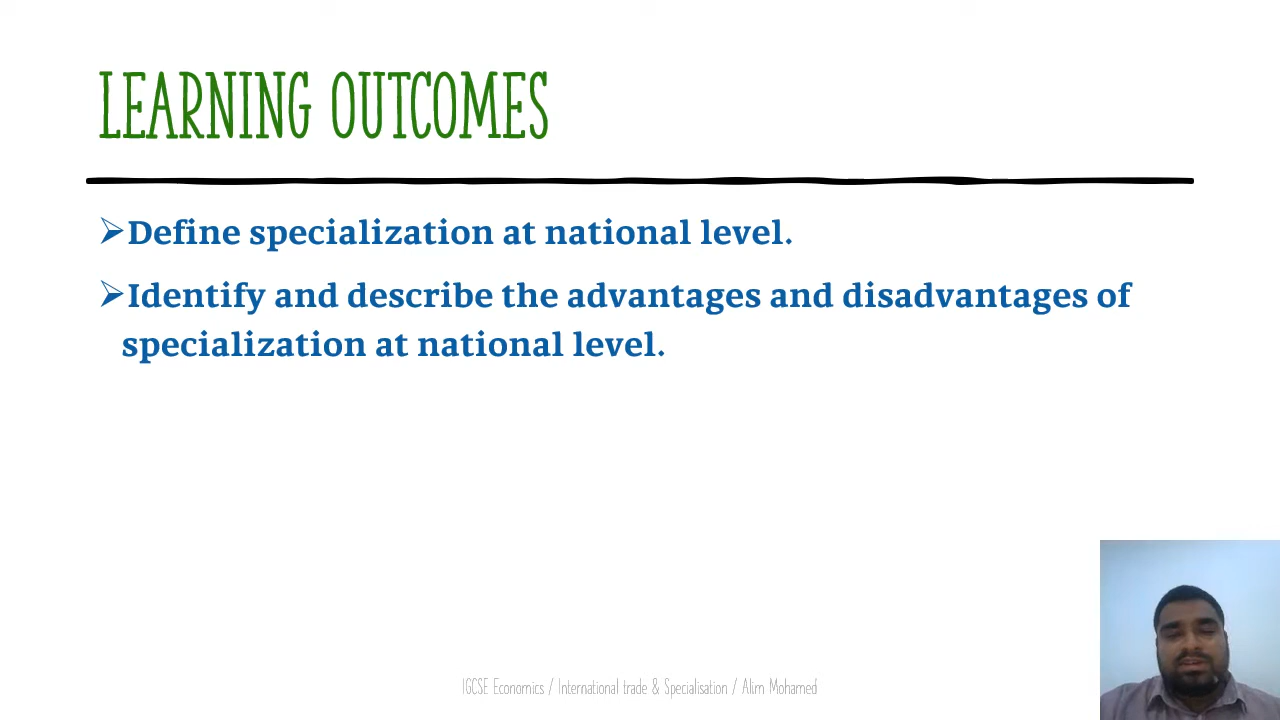 LEARNING OUTCOMES
➢Define specialization at national level.
➢Identify and describe the advantages and disadvantages of
specialization at national level.
IGCSE Economics / International trade & Specialisation / Alim Mohamed